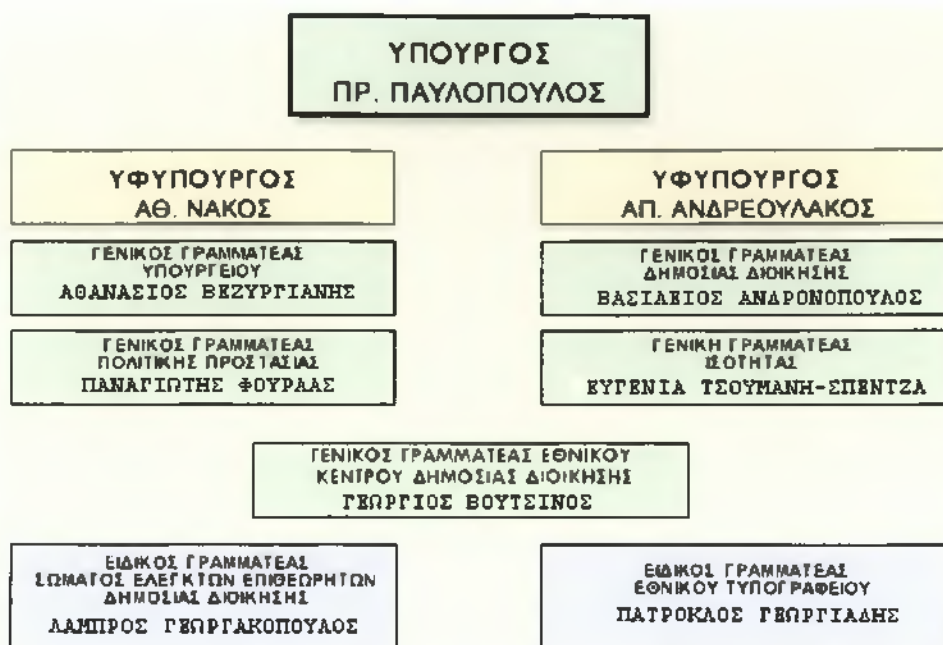 ΥΠΟΥΡΓΟΣ
ΠΡ. ΠΑΥΛΟΠΟΥΛΟΣ
ΥΦΥΠΟΥΡΓΟΣ
ΑΘ. ΝΑΚΟΣ
ΥΦΥΠΟΥΡΓΟΣ
ΑΠ. ΑΝΔΡΕΟΥΛΑΚΟΣ
ΓΕΝΙΚΟΣ ΓΡΑΜΜΑΤΕΑΣ
ΥΠΟΥΡΓΕΙΟΥ
ΑΘΑΝΑΣΙΟΣ ΒΕΖΥΡΓΙΑΝΗΣ
ΓΕΝΙΚΟΣ ΓΡΑΜΜΑΤΕΑΣ
ΔΗΜΟΣΙΑΣ ΔΙΟΙΚΗΣΗΣ
ΒΑΣΙΛΕΙΟΣ ΑΝΔΡΟΝΟΠΟΥΛΟΣ
ΓΕΝΙΚΟΣ ΓΡΑΜΜΑΤΕΑΣ
ΠΟΛΙΤΙΚΗΣ ΠΡΟΣΤΑΣΙΑΣ
ΠΑΝΑΓΙΩΤΗΣ ΦΟΥΡΛΑΣ
ΓΕΝΙΚΗ ΓΡΑΜΜΑΤΕΑΣ
ΙΣΟΤΗΤΑΣ
ΕΥΓΕΝΙΑ ΤΣΟΥΜΑΝΗ-ΣΠΕΝΤΖΑ
ΓΕΝΙΚΟΣ ΓΡΑΜΜΑΤΕΑΣ ΕΘΝΙΚΟΥ
ΚΕΝΤΡΟΥ ΔΗΜΟΣΙΑΣ ΔΙΟΙΚΗΣΗΣ
ΓΕΩΡΓΙΟΣ ΒΟΥΤΣΙΝΟΣ
ΕΙΔΙΚΟΣ ΓΡΑΜΜΑΤΕΑΣ
ΣΩΜΑΤΟΣ ΕΛΕΓΚΤΩΝ ΕΠΙΘΕΩΡΗΤΩΝ
ΔΗΜΟΣΙΑΣ ΔΙΟΙΚΗΣΗΣ
ΛΑΜΠΡΟΣ ΓΕΩΡΓΑΚΟΠΟΥΛΟΣ
ΕΙΔΙΚΟΣ ΓΡΑΜΜΑΤΕΑΣ
ΕΘΝΙΚΟΥ ΤΥΠΟΓΡΑΦΕΙΟΥ
ΠΑΤΡΟΚΛΟΣ ΓΕΩΡΓΙΑΔΗΣ